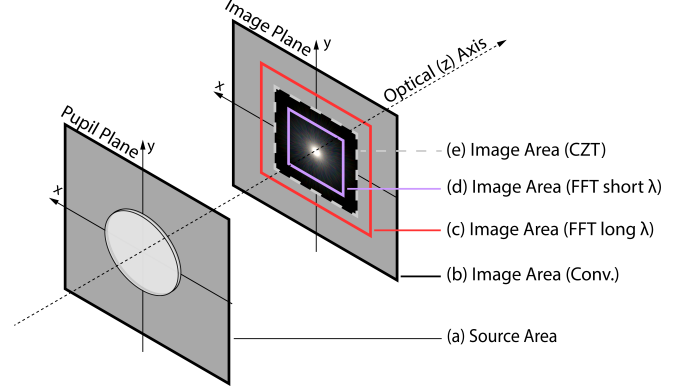 Image Plane
y
x
Optical (z) Axis
Pupil Plane
y
x
(e) Image Area (CZT)
(d) Image Area (FFT short λ)
(c) Image Area (FFT long λ)
(b) Image Area (Conv.)
(a) Source Area